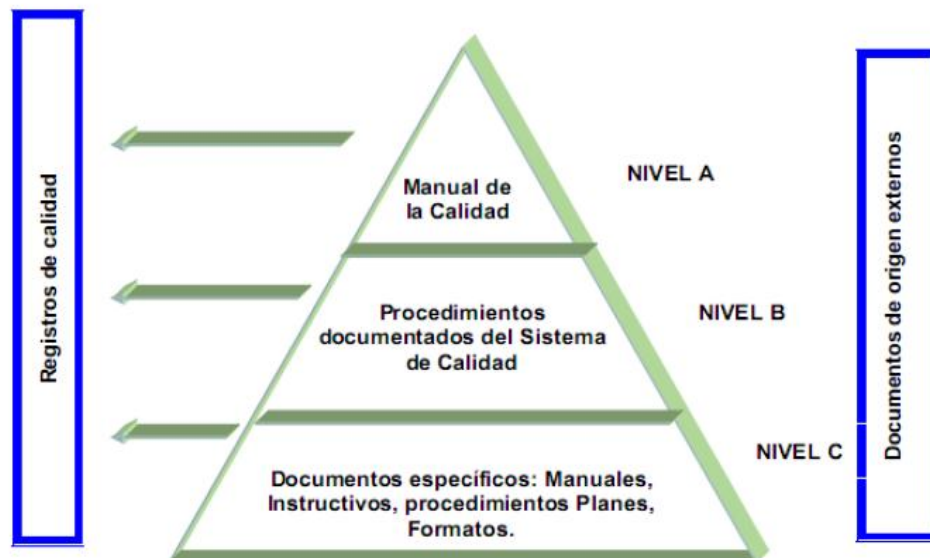 Registros de calidad
Manual de
la Calidad
NIVEL A
Procedimientos
documentados del Sistema
de Calidad
NIVEL B
Documentos específicos: Manuales,
Instructivos, procedimientos Planes,
Formatos.
NIVEL C
Documentos de origen externos